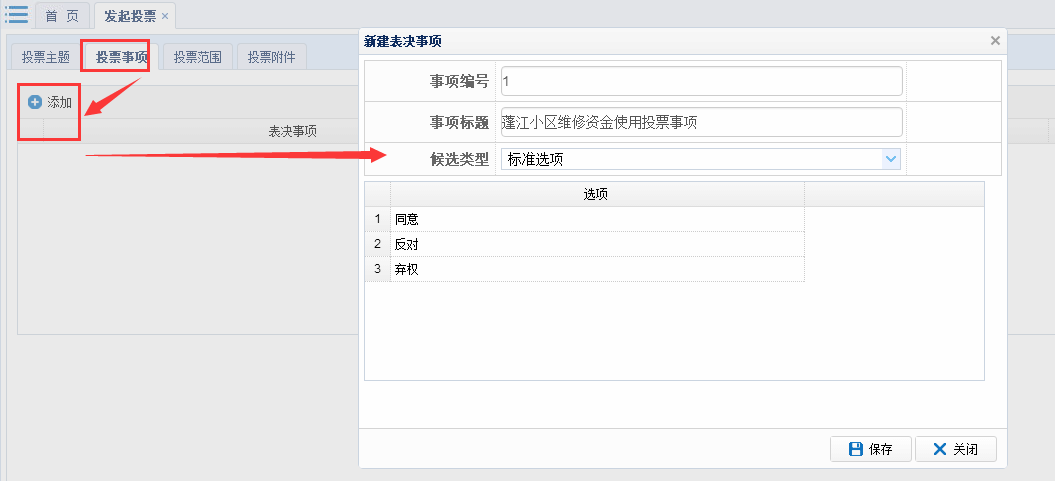 首 页
发起投票
投票主题
投票事项
投票范围
投票附件
添加
表决事项
新建表决事项
事项编号
1
事项标题
蓬江小区维修资金使用投票事项
候选类型
标准选项
选项
1 同意
2 反对
3 弃权
保存
关闭